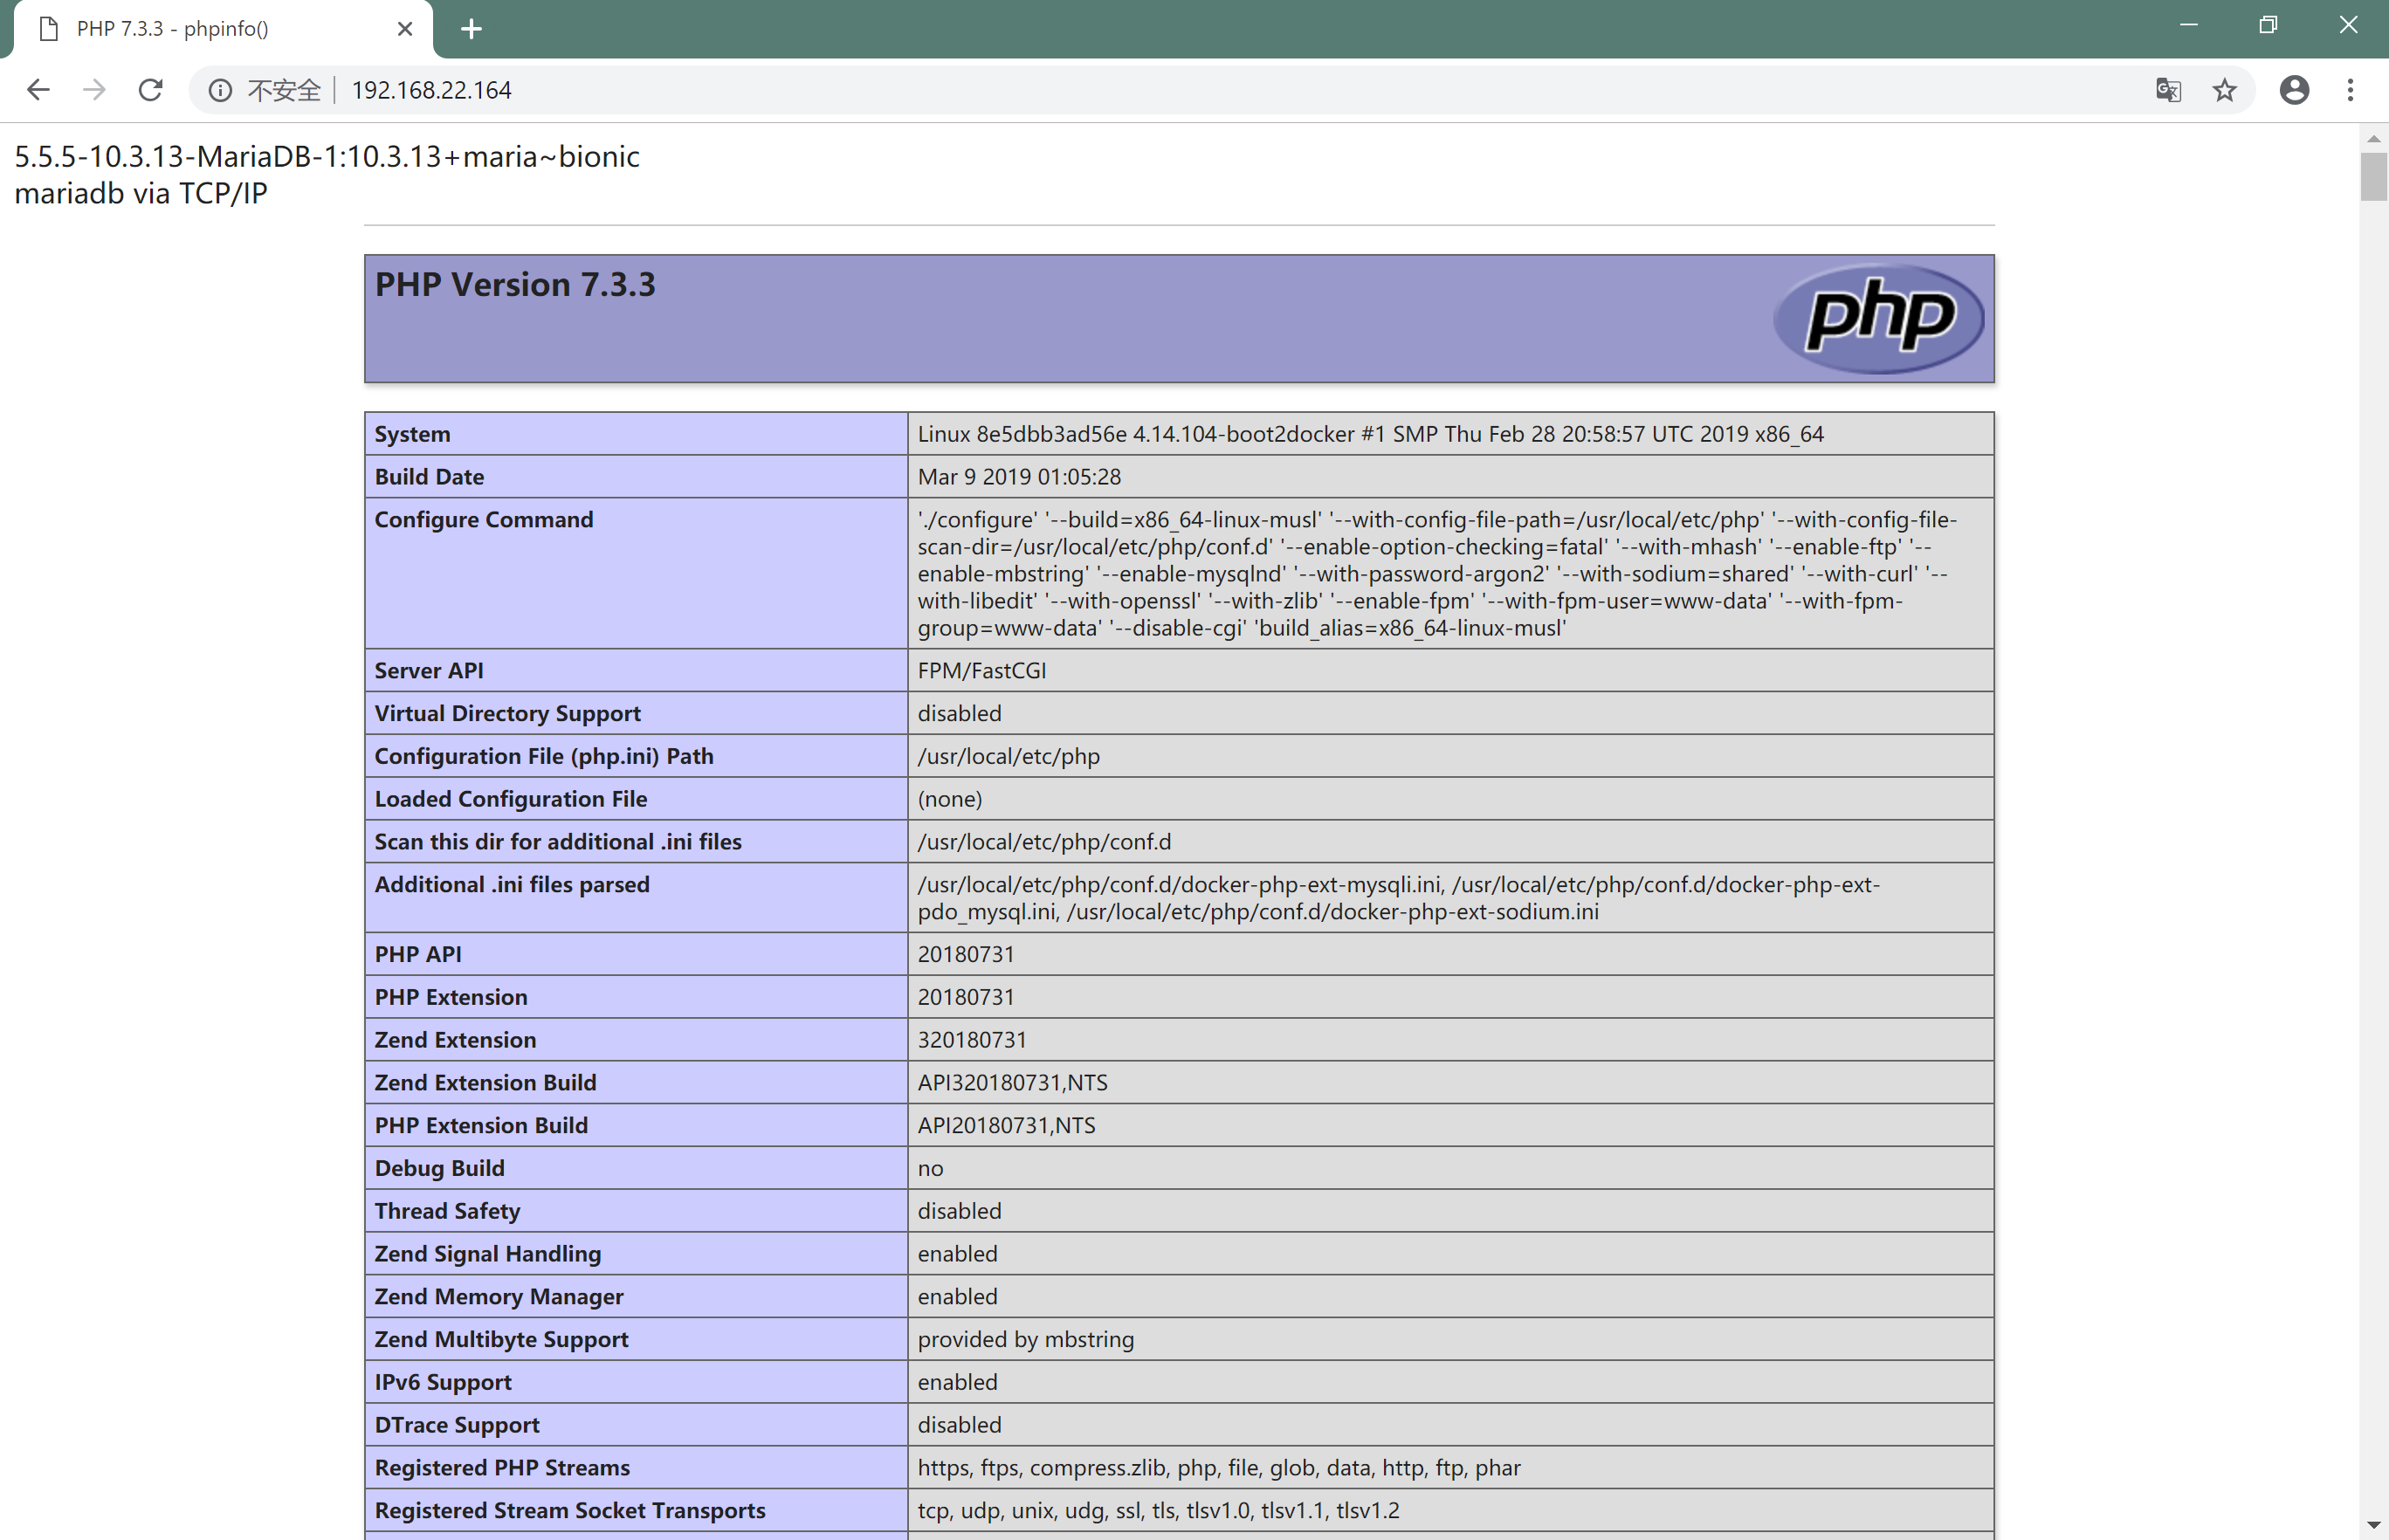 PHP 7.3.3 - phpinfo()
不安全
192.168.22.164
5.5.5-10.3.13-MariaDB-1:10.3.13+maria~bionic
mariadb via TCP/IP
PHP Version 7.3.3
php
System Linux 8e5dbb3ad56e 4.14.104-boot2docker #1 SMP Thu Feb 28 20:58:57 UTC 2019 x86_64
Build Date Mar 9 2019 01:05:28
Configure Command './configure' '--build=x86_64-linux-musl' '--with-config-file-path=/usr/local/etc/php' '--with-config-file-
scan-dir=/usr/local/etc/php/conf.d' '--enable-option-checking=fatal' '--with-mhash' '--enable-ftp' '--
enable-mbstring' '--enable-mysqlnd' '--with-password-argon2' '--with-sodium=shared' '--with-curl' '--
with-libedit' '--with-openssl' '--with-zlib' '--enable-fpm' '--with-fpm-user=www-data' '--with-fpm-
group=www-data' '--disable-cgi' 'build_alias=x86_64-linux-musl'
Server API FPM/FastCGI
Virtual Directory Support disabled
Configuration File (php.ini) Path /usr/local/etc/php
Loaded Configuration File (none)
Scan this dir for additional .ini files /usr/local/etc/php/conf.d
Additional .ini files parsed /usr/local/etc/php/conf.d/docker-php-ext-mysqli.ini, /usr/local/etc/php/conf.d/docker-php-ext-
pdo_mysql.ini, /usr/local/etc/php/conf.d/docker-php-ext-sodium.ini
PHP API 20180731
PHP Extension 20180731
Zend Extension 320180731
Zend Extension Build API320180731,NTS
PHP Extension Build API20180731,NTS
Debug Build no
Thread Safety disabled
Zend Signal Handling enabled
Zend Memory Manager enabled
Zend Multibyte Support provided by mbstring
IPv6 Support enabled
DTrace Support disabled
Registered PHP Streams https, ftps, compress.zlib, php, file, glob, data, http, ftp, phar
Registered Stream Socket Transports tcp, udp, unix, udg, ssl, tls, tlsv1.0, tlsv1.1, tlsv1.2